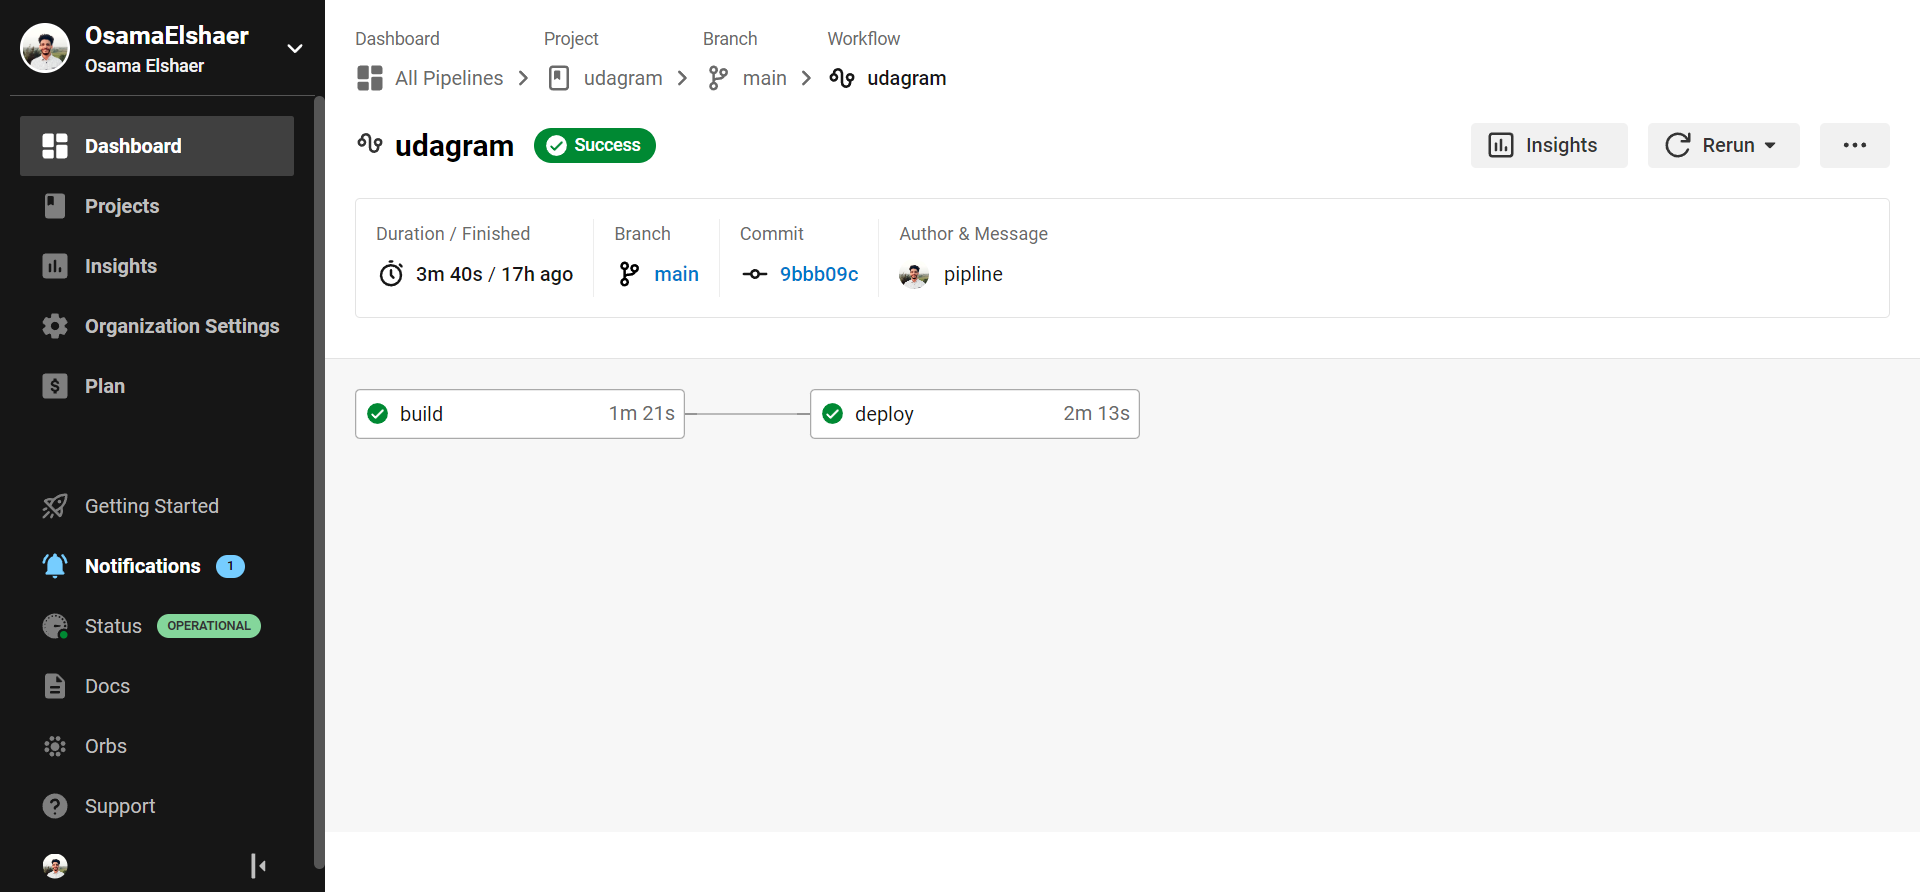 OsamaElshaer
Osama Elshaer
Dashboard
Projects
Insights
Organization Settings
Plan
Getting Started
Notifications 1
Status OPERATIONAL
Docs
Orbs
Support
Dashboard Project Branch Workflow
All Pipelines udagram main udagram
udagram Success Insights Rerun
Duration / Finished Branch Commit Author & Message
3m 40s / 17h ago main 9bbb09c pipline
build 1m 21s deploy 2m 13s